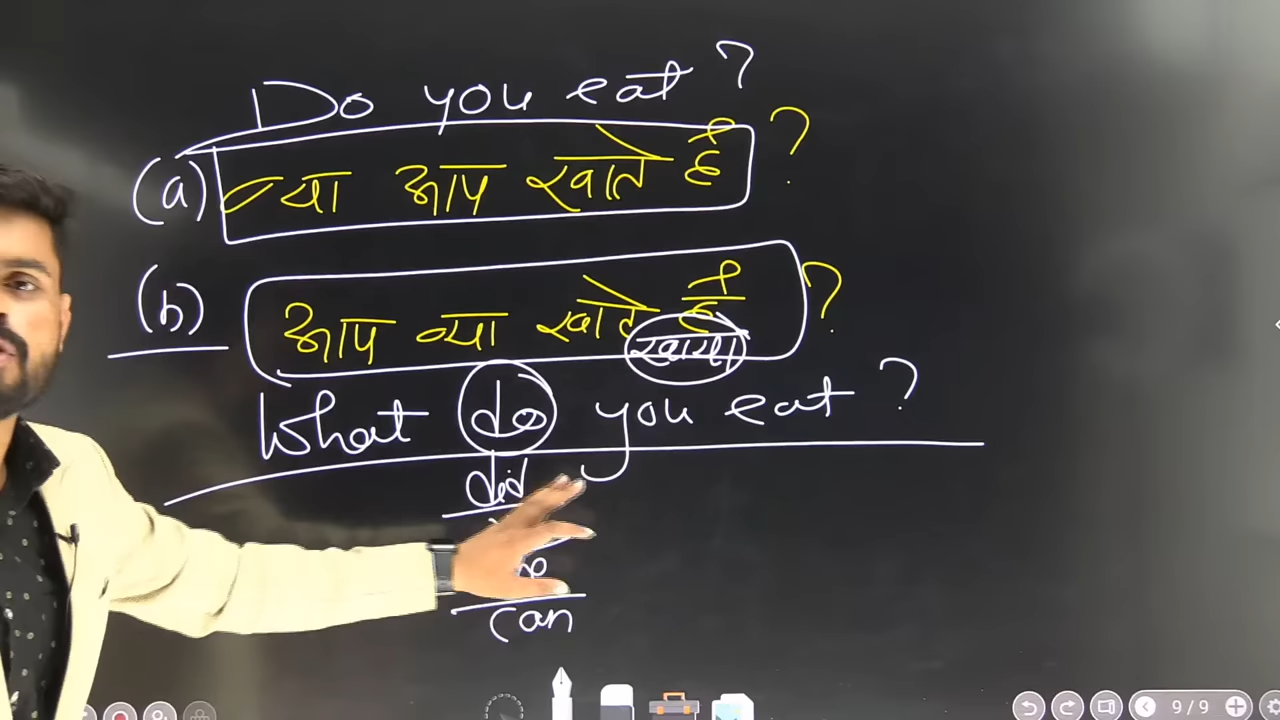 Do you eat ?
(a) क्या आप खाते हैं ?
(b) आप क्या खाते हैं ?
खाया
What do you eat ?
did
can
9/9